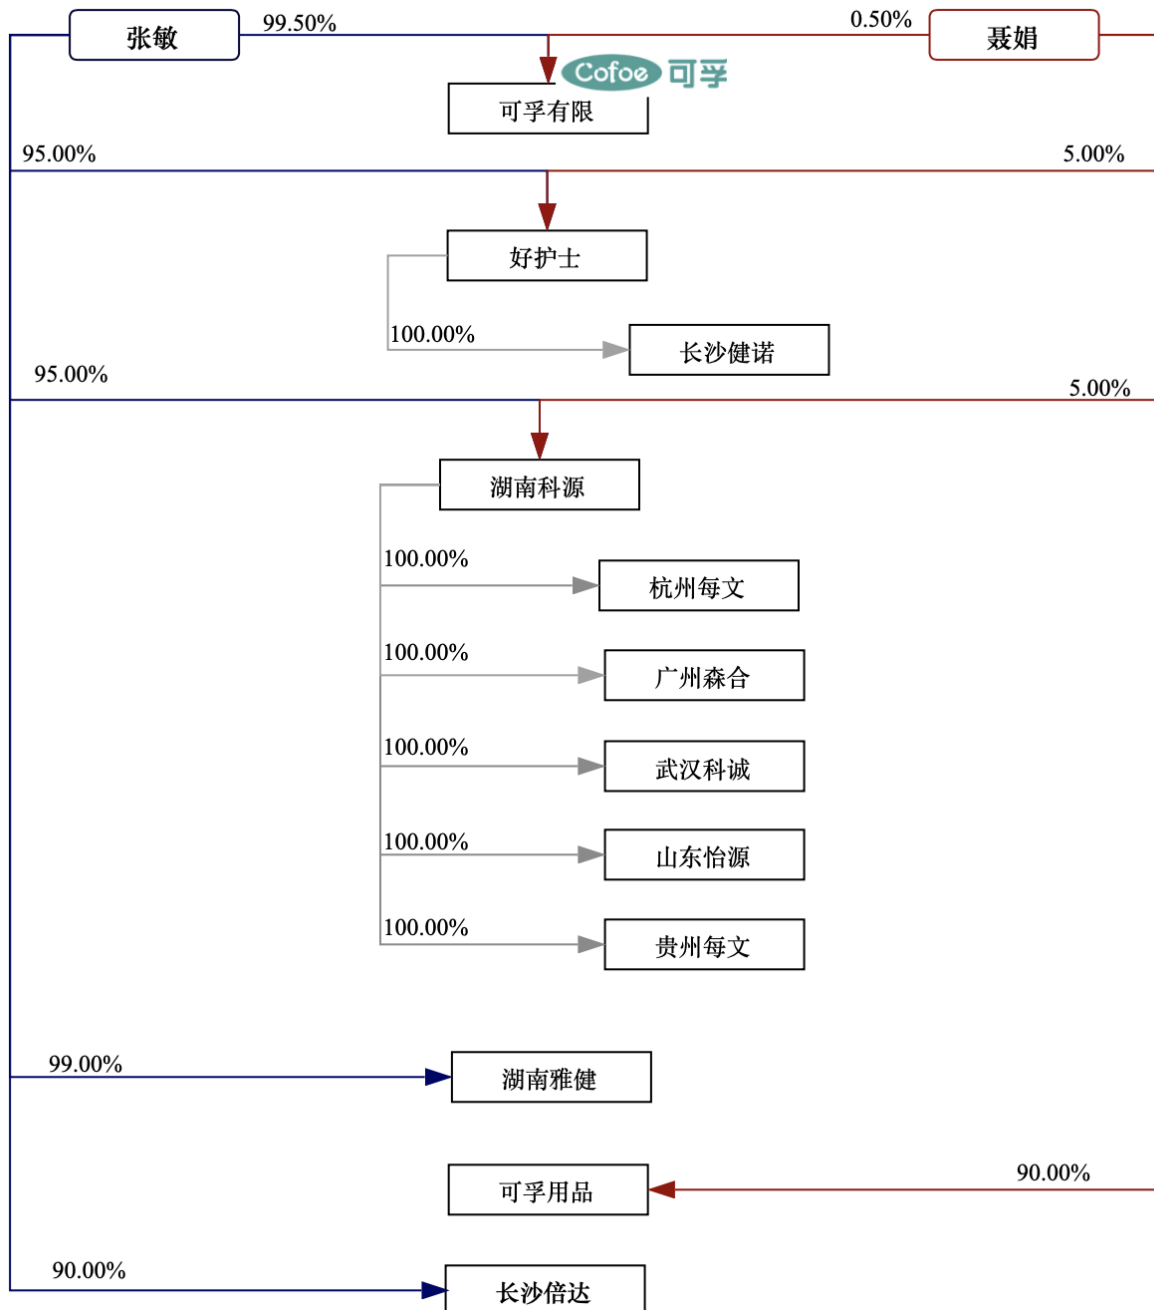 张敏
99.50%
0.50%
聂娟
Cofoe 可孚
可孚有限
95.00%
5.00%
好护士
100.00%
长沙健诺
95.00%
5.00%
湖南科源
100.00%
杭州每文
100.00%
广州森合
100.00%
武汉科诚
100.00%
山东怡源
100.00%
贵州每文
99.00%
湖南雅健
90.00%
可孚用品
90.00%
长沙倍达